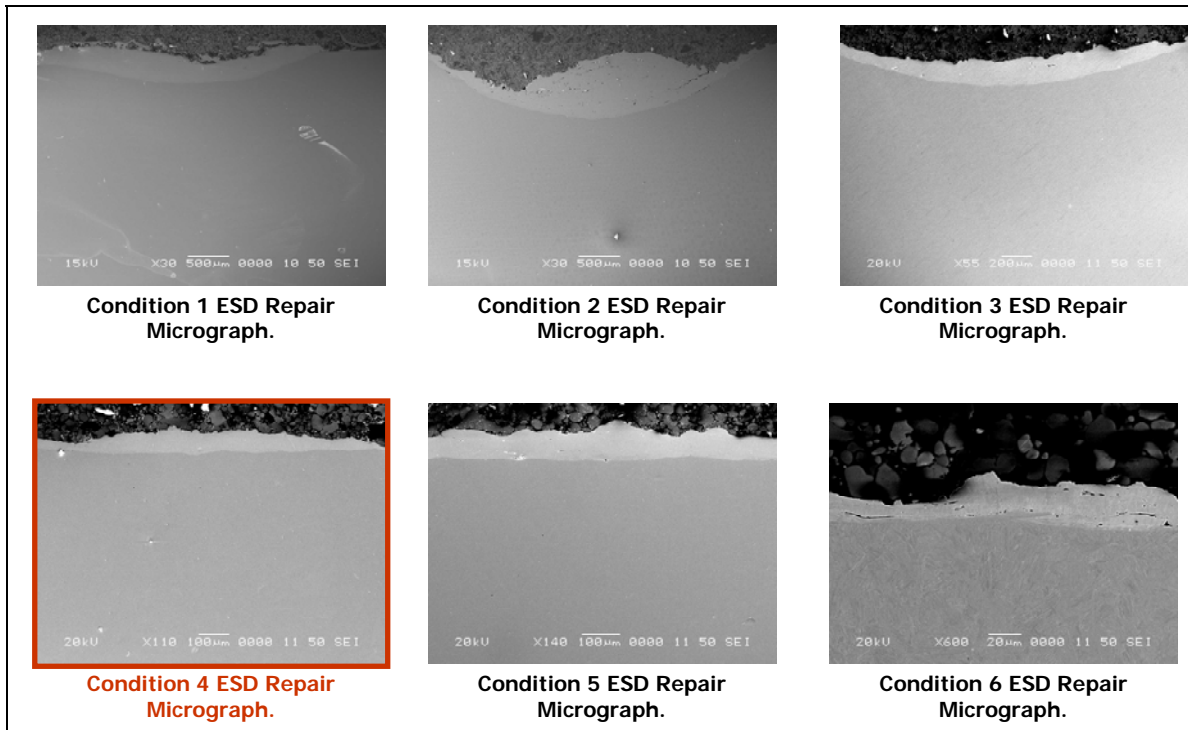 15kU X30 500µm 0000 10 50 SEI
15kU X30 500µm 0000 10 50 SEI
20kU X55 200µm 0000 11 50 SEI
Condition 1 ESD Repair
Micrograph.
Condition 2 ESD Repair
Micrograph.
Condition 3 ESD Repair
Micrograph.
20kU X110 100µm 0000 11 50 SEI
20kU X140 100µm 0000 11 50 SEI
20kU X600 20µm 0000 11 50 SEI
Condition 4 ESD Repair
Micrograph.
Condition 5 ESD Repair
Micrograph.
Condition 6 ESD Repair
Micrograph.